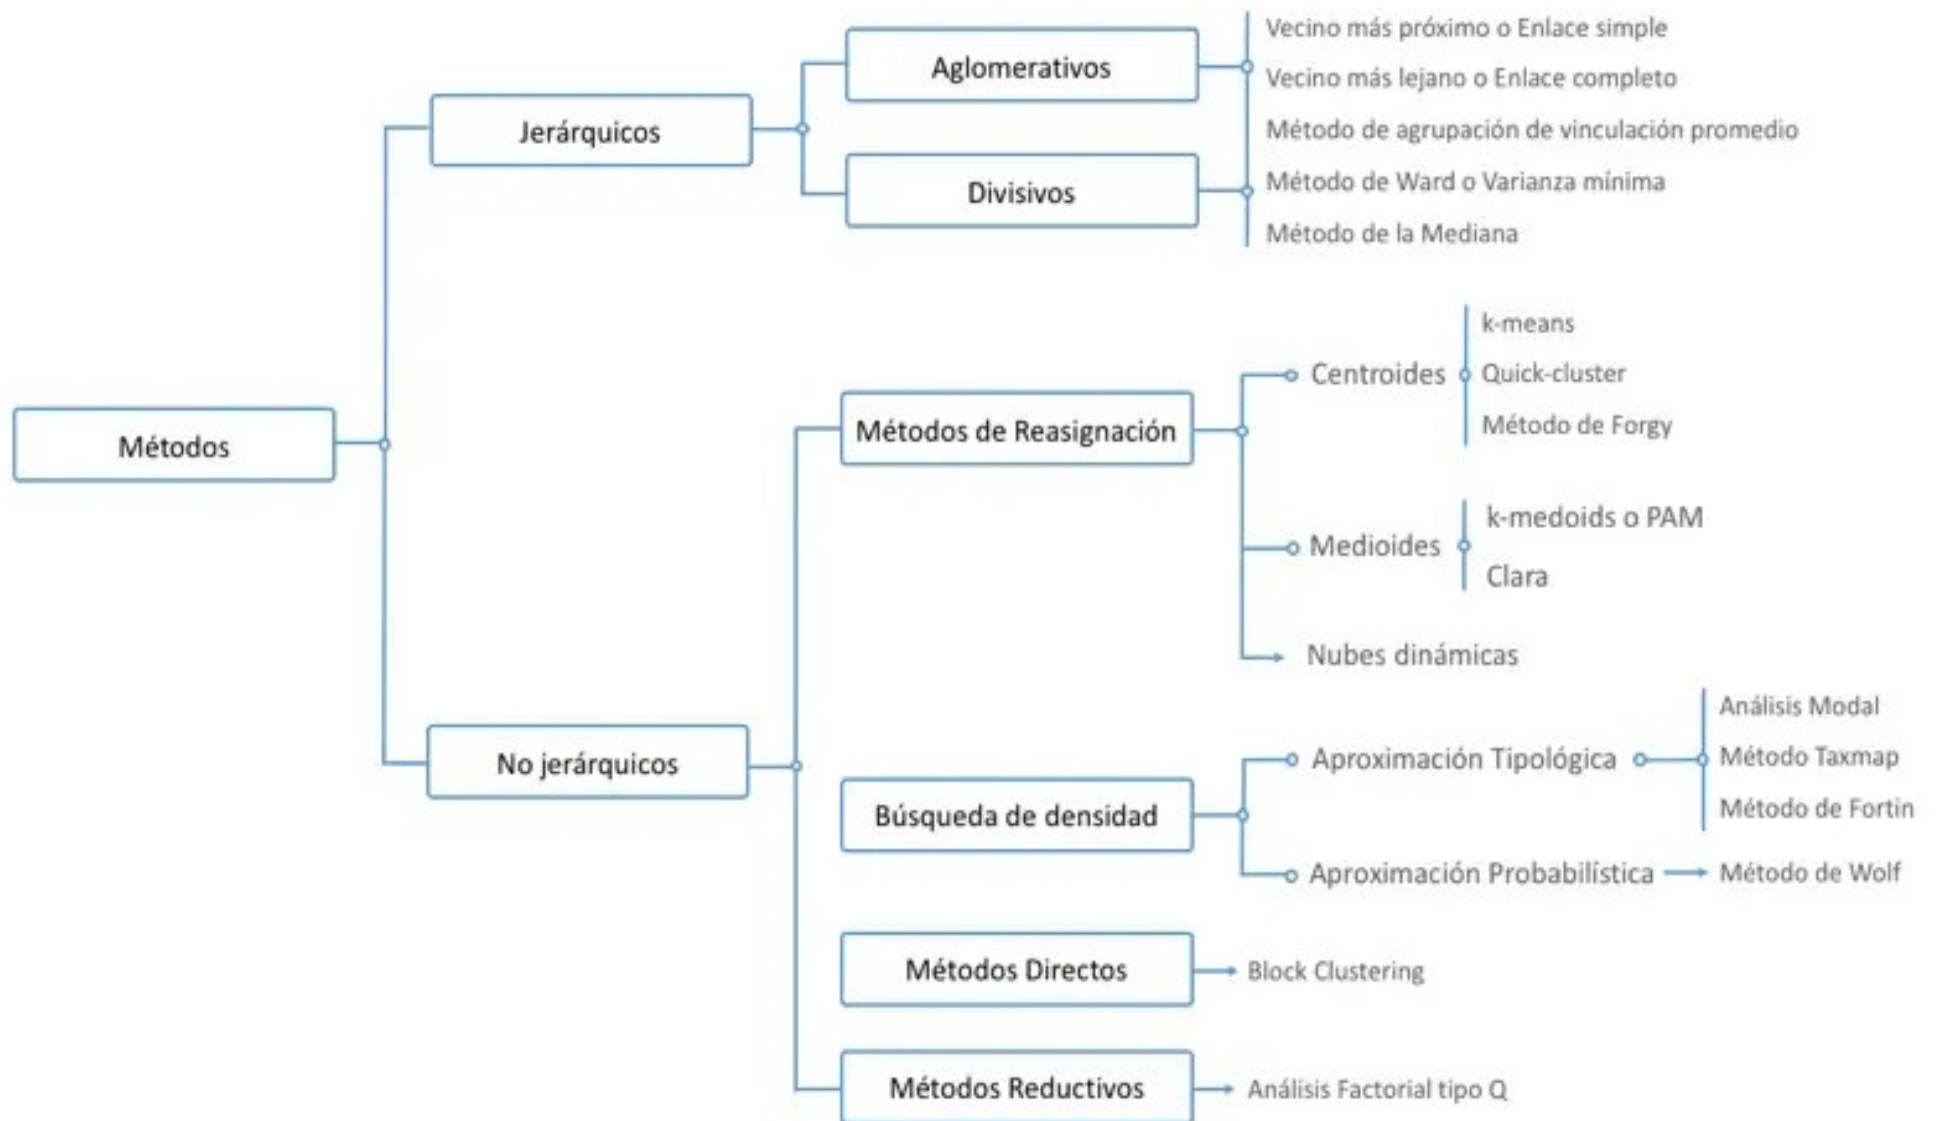 Métodos
Jerárquicos
Aglomerativos
Divisivos
Vecino más próximo o Enlace simple
Vecino más lejano o Enlace completo
Método de agrupación de vinculación promedio
Método de Ward o Varianza mínima
Método de la Mediana
No jerárquicos
Métodos de Reasignación
Centroides
k-means
Quick-cluster
Método de Forgy
Medioides
k-medoids o PAM
Clara
Nubes dinámicas
Búsqueda de densidad
Aproximación Tipológica
Análisis Modal
Método Taxmap
Método de Fortin
Aproximación Probabilística
Método de Wolf
Métodos Directos
Block Clustering
Métodos Reductivos
Análisis Factorial tipo Q